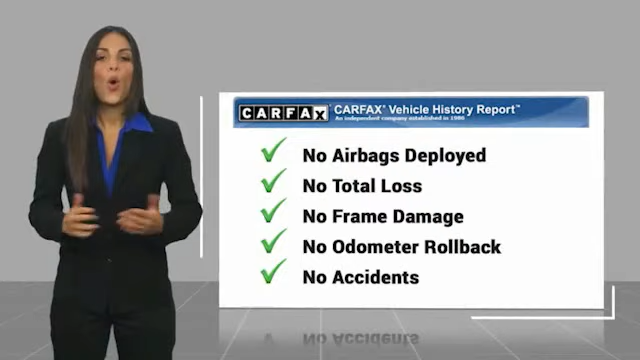 CARFAX CARFAX® Vehicle History Report™
An independent company established in 1986
No Airbags Deployed
No Total Loss
No Frame Damage
No Odometer Rollback
No Accidents